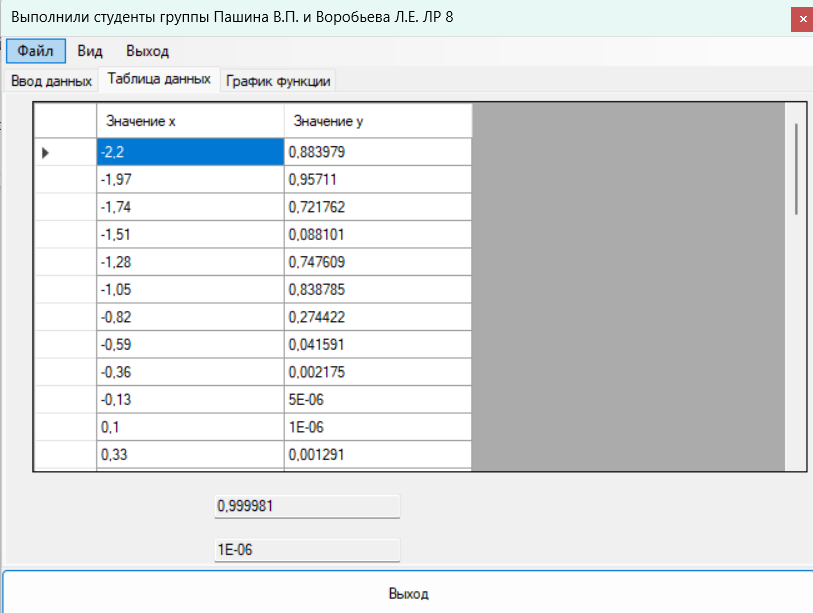 Выполнили студенты группы Пашина В.П. и Воробьева Л.Е. ЛР 8
Файл Вид Выход
Ввод данных Таблица данных График функции
Значение x Значение y
-2,2 0,883979
-1,97 0,95711
-1,74 0,721762
-1,51 0,088101
-1,28 0,747609
-1,05 0,838785
-0,82 0,274422
-0,59 0,041591
-0,36 0,002175
-0,13 5E-06
0,1 1E-06
0,33 0,001291
0,999981
1E-06
Выход